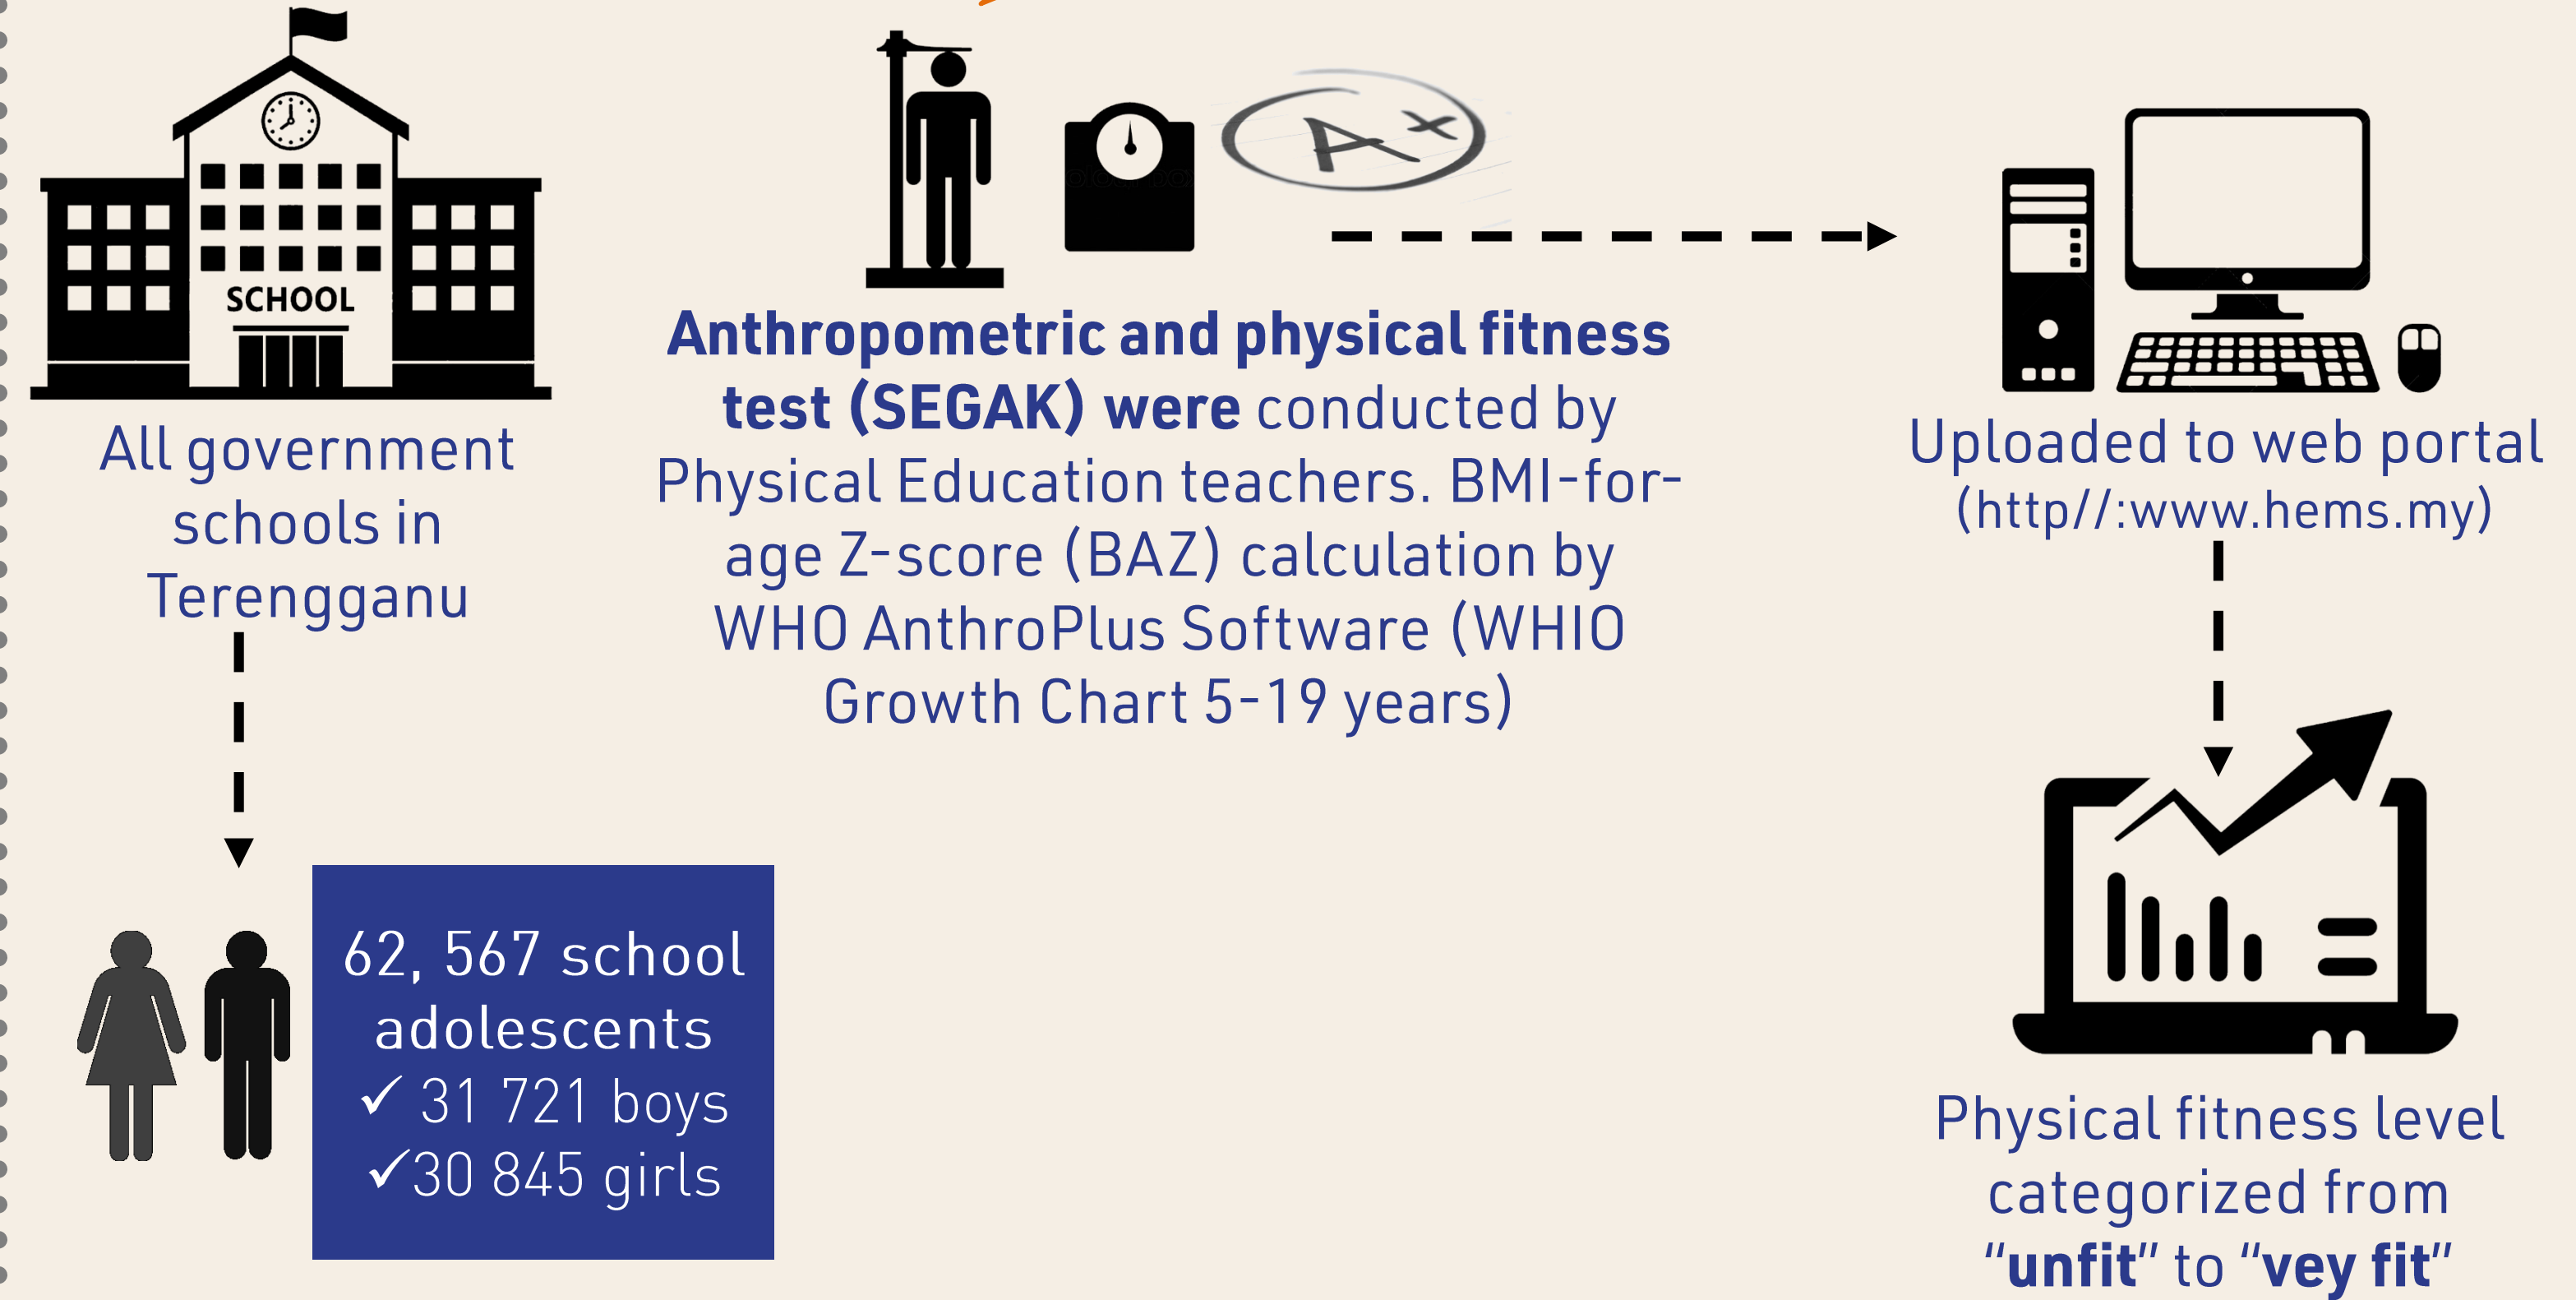 SCHOOL
All government
schools in
Terengganu
62, 567 school
adolescents
✓ 31 721 boys
✓30 845 girls
A+
Anthropometric and physical fitness
test (SEGAK) were conducted by
Physical Education teachers. BMI-for-
age Z-score (BAZ) calculation by
WHO AnthroPlus Software (WHIO
Growth Chart 5-19 years)
Uploaded to web portal
(http//:www.hems.my)
Physical fitness level
categorized from
“unfit” to “vey fit”